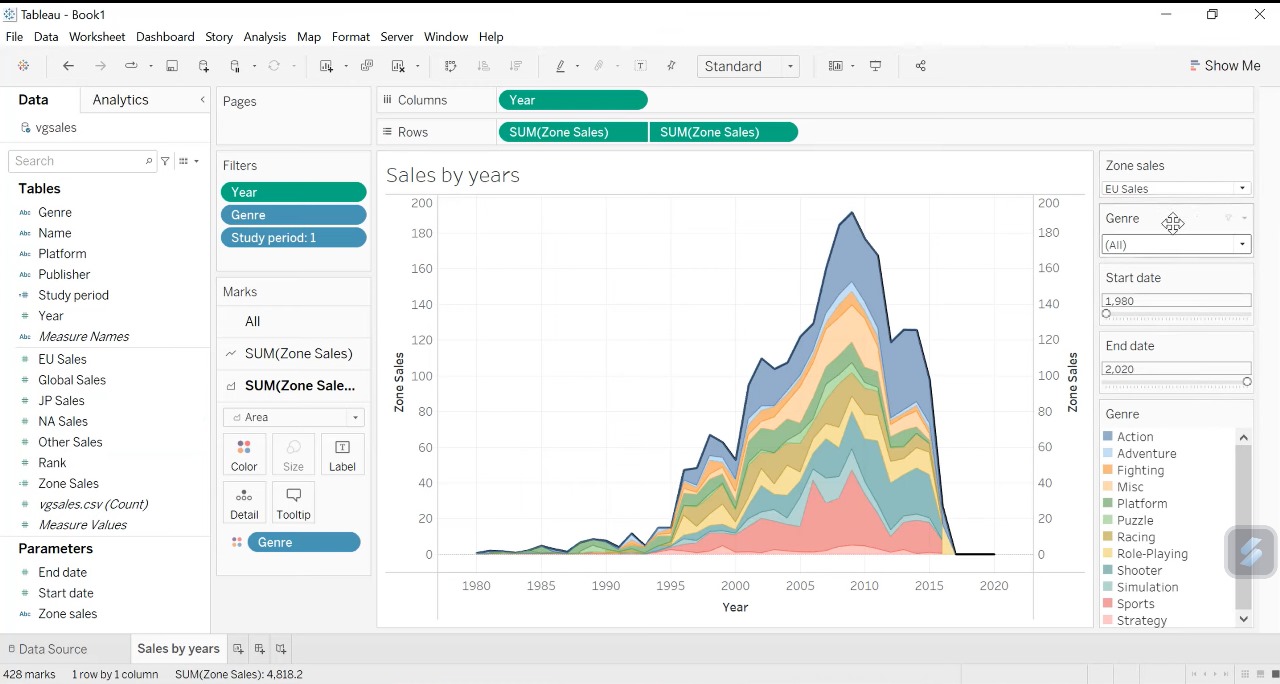 Tableau - Book1
File Data Worksheet Dashboard Story Analysis Map Format Server Window Help
Standard
Show Me
Data Analytics
vgsales
Search
Tables
Abc Genre
Abc Name
Abc Platform
Abc Publisher
# Study period
# Year
Abc Measure Names
# EU Sales
# Global Sales
# JP Sales
# NA Sales
# Other Sales
# Rank
# Zone Sales
# vgsales.csv (Count)
# Measure Values
Parameters
# End date
# Start date
Abc Zone sales
Pages
Filters
Year
Genre
Study period: 1
Marks
All
SUM(Zone Sales)
SUM(Zone Sale...
Area
Color Size Label
Detail Tooltip
Genre
Columns Year
Rows SUM(Zone Sales) SUM(Zone Sales)
Sales by years
200
180
160
140
120
100
80
60
40
20
0
Zone Sales
200
180
160
140
120
100
80
60
40
20
0
Zone Sales
1980 1985 1990 1995 2000 2005 2010 2015 2020
Year
Zone sales
EU Sales
Genre
(All)
Start date
1,980
End date
2,020
Genre
Action
Adventure
Fighting
Misc
Platform
Puzzle
Racing
Role-Playing
Shooter
Simulation
Sports
Strategy
Data Source Sales by years
428 marks 1 row by 1 column SUM(Zone Sales): 4,818.2